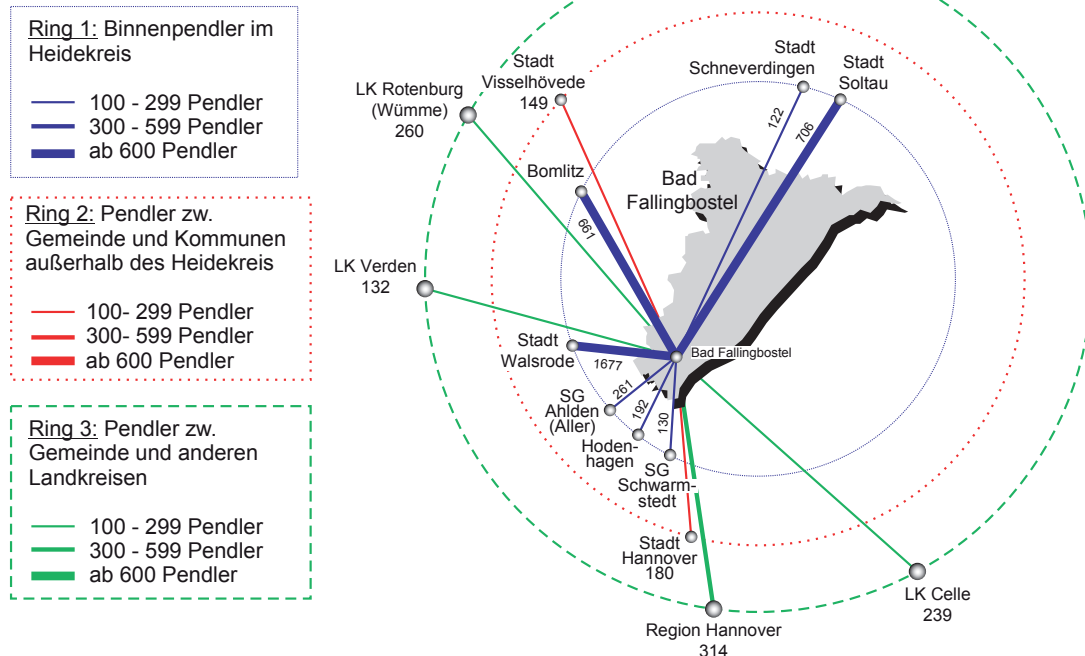 Ring 1: Binnenpendler im
Heidekreis
100 - 299 Pendler
300 - 599 Pendler
ab 600 Pendler
Ring 2: Pendler zw.
Gemeinde und Kommunen
außerhalb des Heidekreis
100- 299 Pendler
300- 599 Pendler
ab 600 Pendler
Ring 3: Pendler zw.
Gemeinde und anderen
Landkreisen
100 - 299 Pendler
300 - 599 Pendler
ab 600 Pendler
Stadt
Schneverdingen
122
Stadt
Soltau
706
Stadt
Visselhövede
149
LK Rotenburg
(Wümme)
260
Bomlitz
661
Bad
Fallingbostel
LK Verden
132
Stadt
Walsrode
1677
Bad Fallingbostel
SG
Ahlden
(Aller)
261
Hoden-
hagen
192
SG
Schwarm-
stedt
130
Stadt
Hannover
180
Region Hannover
314
LK Celle
239